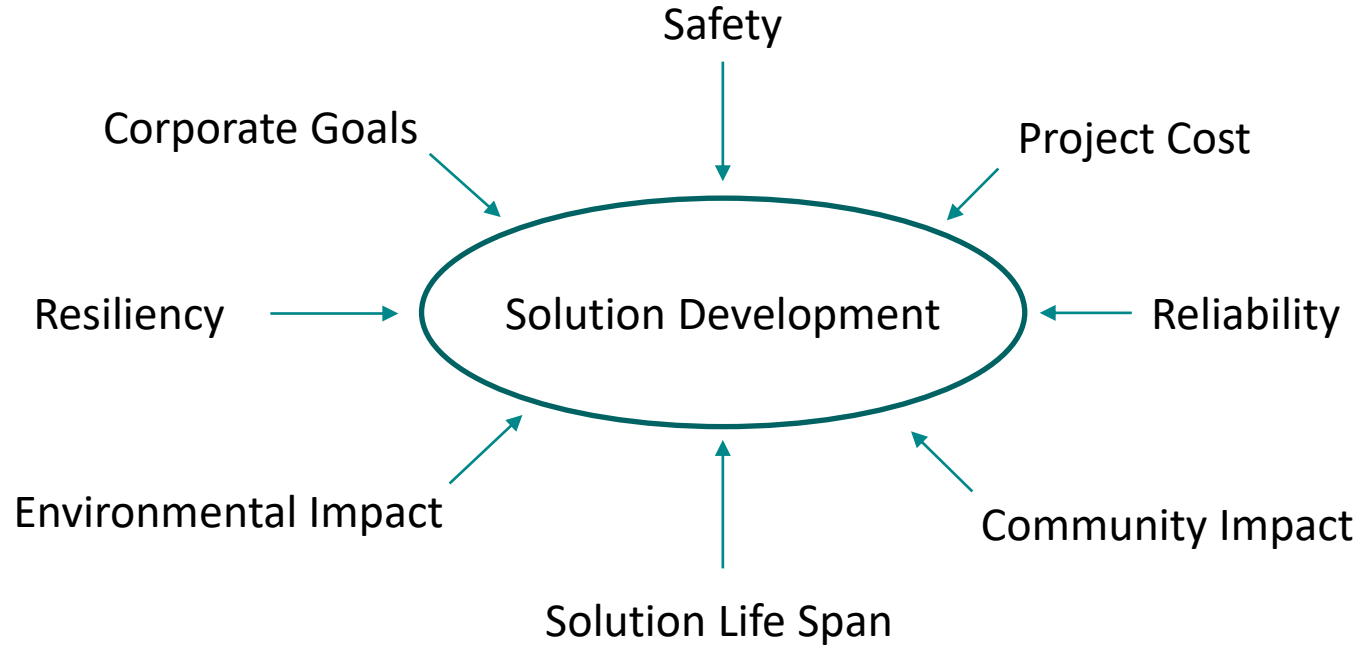 Safety
Corporate Goals
Project Cost
Resiliency
Solution Development
Reliability
Environmental Impact
Community Impact
Solution Life Span